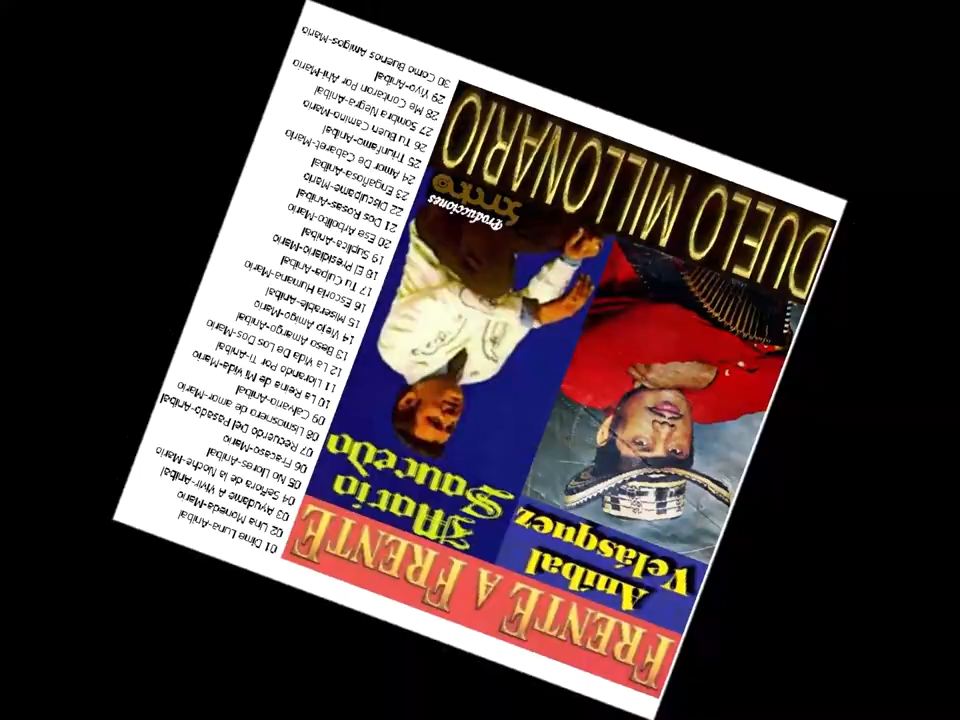 FRENTE A FRENTE
Aníbal
Velásquez
Mario
Saucedo
Producciones
DUELO MILLONARIO
01 Dime Luna-Anibal
02 Una Moneda-Mario
03 Ayudame A Vivir-Anibal
04 Señora de la Noche-Mario
05 No Llores-Anibal
06 Fracaso-Mario
07 Recuerdo Del Pasado-Anibal
08 Lismosnero de amor-Mario
09 Calvario-Anibal
10 La Reina de Mi Vida-Mario
11 Llorando Por Ti-Anibal
12 La Vida De Los Dos-Mario
13 Beso Amargo-Anibal
14 Viejo Amigo-Mario
15 Miserable-Anibal
16 Escoria Humana-Mario
17 Tu Culpa-Anibal
18 El Presidiario-Mario
19 Suplica-Anibal
20 Ese Arbolito-Mario
21 Dos Rosas-Anibal
22 Disculpame-Mario
23 Engañosa-Anibal
24 Amor De Cabaret-Mario
25 Triunfamo-Anibal
26 Tu Buen Camino-Mario
27 Sombra Negra-Anibal
28 Me Contaron Por Ahi-Mario
29 Yiyo-Anibal
30 Como Buenos Amigos-Mario